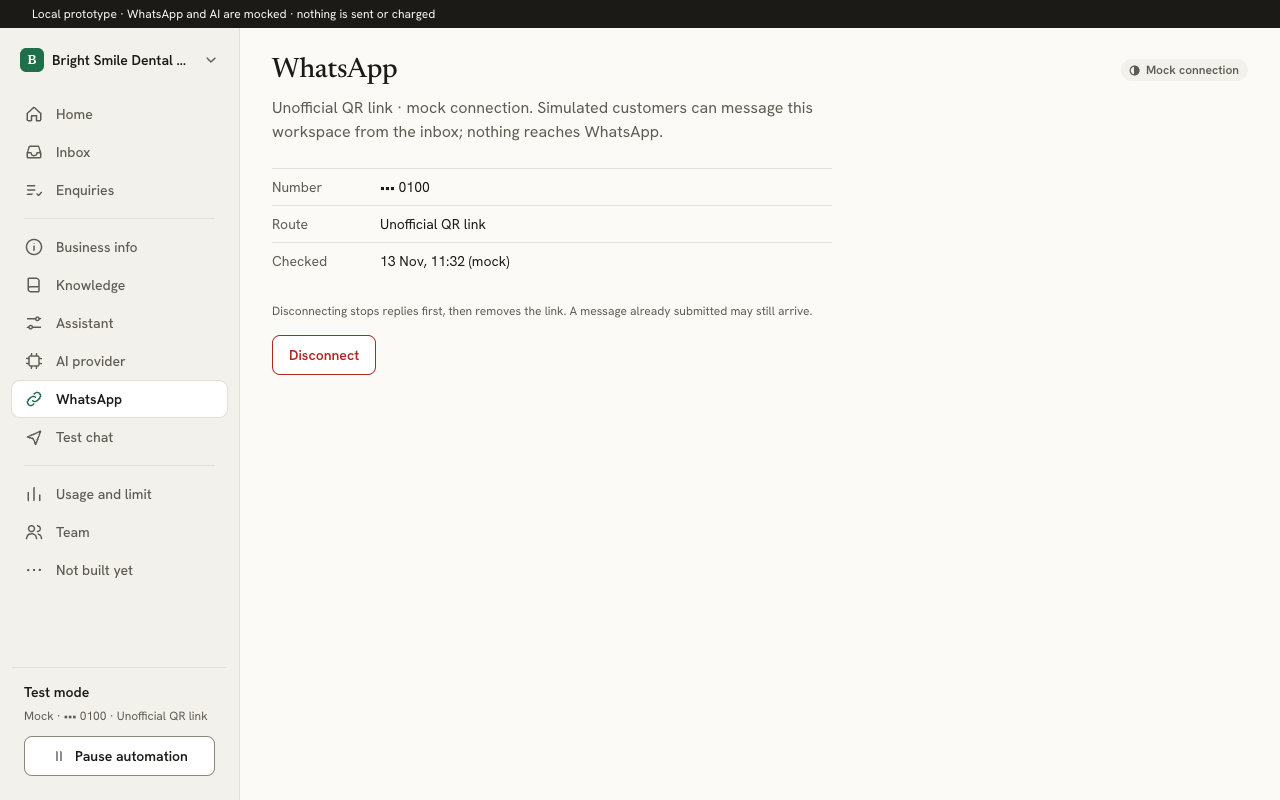 Local prototype · WhatsApp and AI are mocked · nothing is sent or charged
B Bright Smile Dental ...
Home
Inbox
Enquiries
Business info
Knowledge
Assistant
AI provider
WhatsApp
Test chat
Usage and limit
Team
Not built yet
Test mode
Mock · ••• 0100 · Unofficial QR link
Pause automation
WhatsApp
Mock connection
Unofficial QR link · mock connection. Simulated customers can message this
workspace from the inbox; nothing reaches WhatsApp.
Number ••• 0100
Route Unofficial QR link
Checked 13 Nov, 11:32 (mock)
Disconnecting stops replies first, then removes the link. A message already submitted may still arrive.
Disconnect